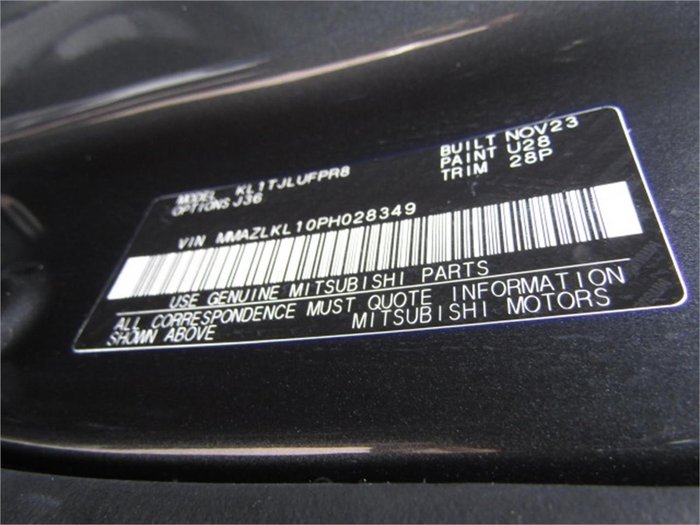 MODEL KL1TJLUFPR8
OPTIONS J36
BUILT NOV23
PAINT U28
TRIM 28P
VIN MMAZLKL10PH028349
USE GENUINE MITSUBISHI PARTS
ALL CORRESPONDENCE MUST QUOTE INFORMATION
SHOWN ABOVE MITSUBISHI MOTORS